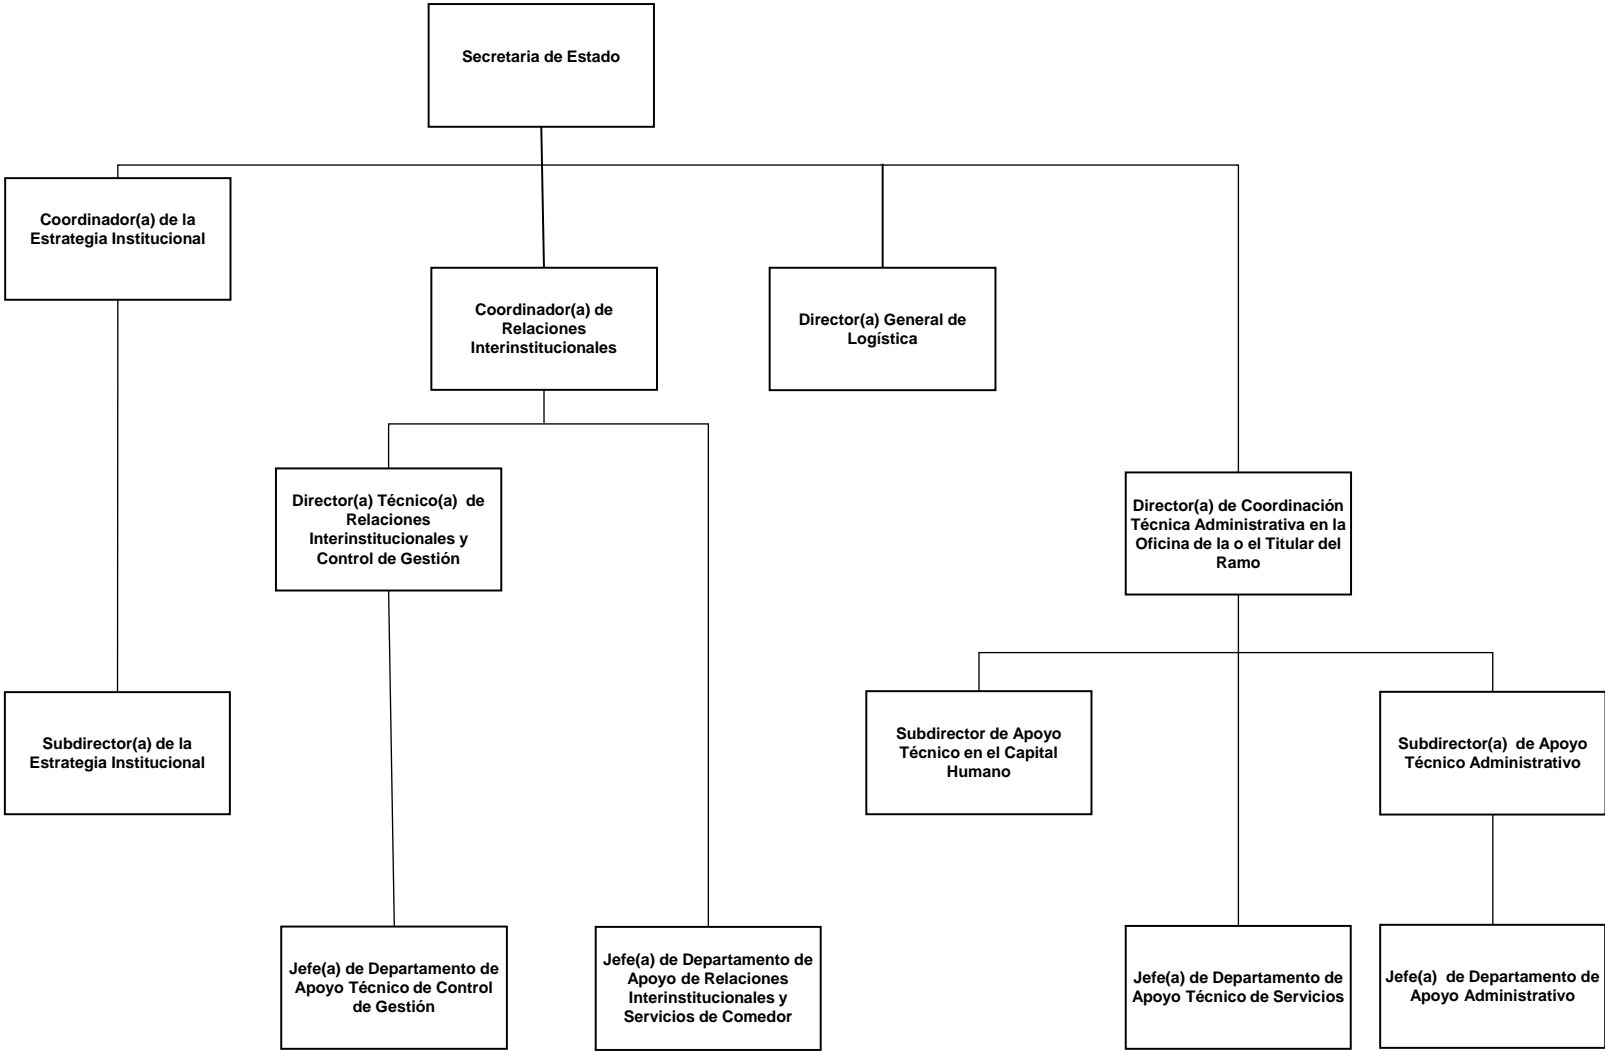 Secretaria de Estado
Coordinador(a) de la
Estrategia Institucional
Coordinador(a) de
Relaciones
Interinstitucionales
Director(a) General de
Logística
Director(a) Técnico(a)  de
Relaciones
Interinstitucionales y
Control de Gestión
Director(a) de Coordinación
Técnica Administrativa en la
Oficina de la o el Titular del
Ramo
Subdirector(a) de la
Estrategia Institucional
Subdirector de Apoyo
Técnico en el Capital
Humano
Subdirector(a)  de Apoyo
Técnico Administrativo
Jefe(a) de Departamento de
Apoyo Técnico de Control
de Gestión
Jefe(a) de Departamento de
Apoyo de Relaciones
Interinstitucionales y
Servicios de Comedor
Jefe(a) de Departamento de
Apoyo Técnico de Servicios
Jefe(a)  de Departamento de
Apoyo Administrativo